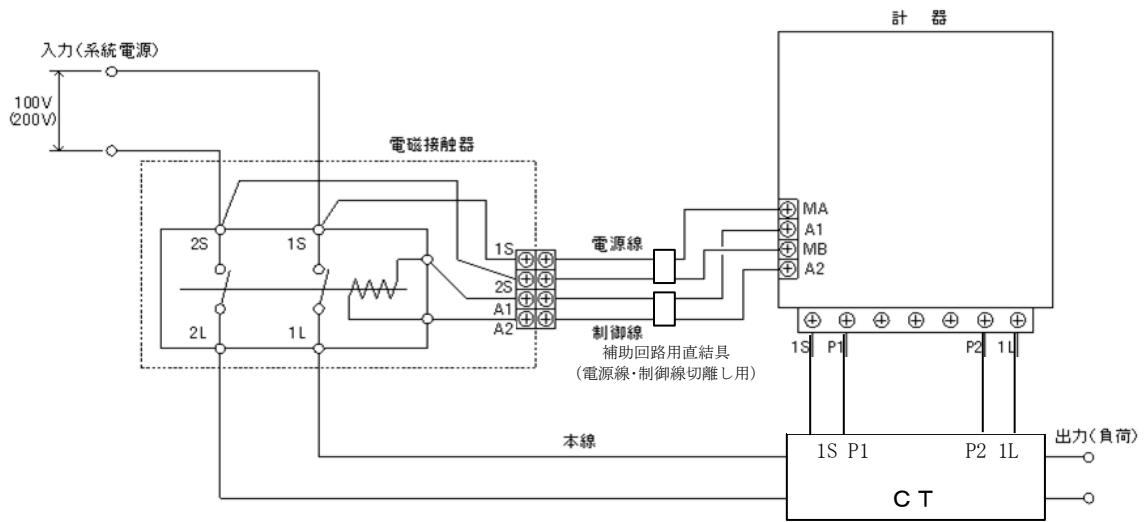 計 器
入力(系統電源)
100V
(200V)
電磁接触器
2S
1S
2L
1L
1S
2S
A1
A2
電源線
制御線
補助回路用直結具
(電源線・制御線切離し用)
MA
A1
MB
A2
1S
P1
P2
1L
本線
1S P1
P2 1L
CT
出力(負荷)